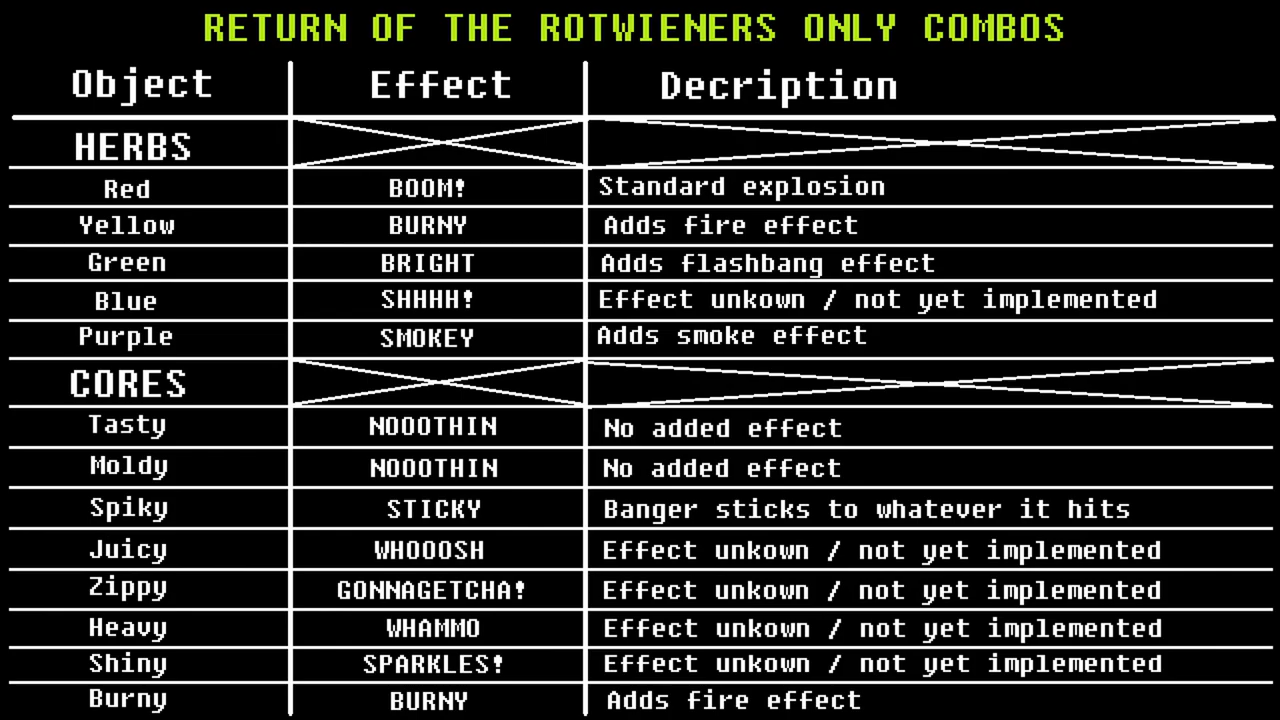 RETURN OF THE ROTWIENERS ONLY COMBOS
Object Effect Decription
HERBS
Red BOOM! Standard explosion
Yellow BURNY Adds fire effect
Green BRIGHT Adds flashbang effect
Blue SHHHH! Effect unkown / not yet implemented
Purple SMOKEY Adds smoke effect
CORES
Tasty NOOOTHIN No added effect
Moldy NOOOTHIN No added effect
Spiky STICKY Banger sticks to whatever it hits
Juicy WHOOOSH Effect unkown / not yet implemented
Zippy GONNAGETCHA! Effect unkown / not yet implemented
Heavy WHAMMO Effect unkown / not yet implemented
Shiny SPARKLES! Effect unkown / not yet implemented
Burny BURNY Adds fire effect